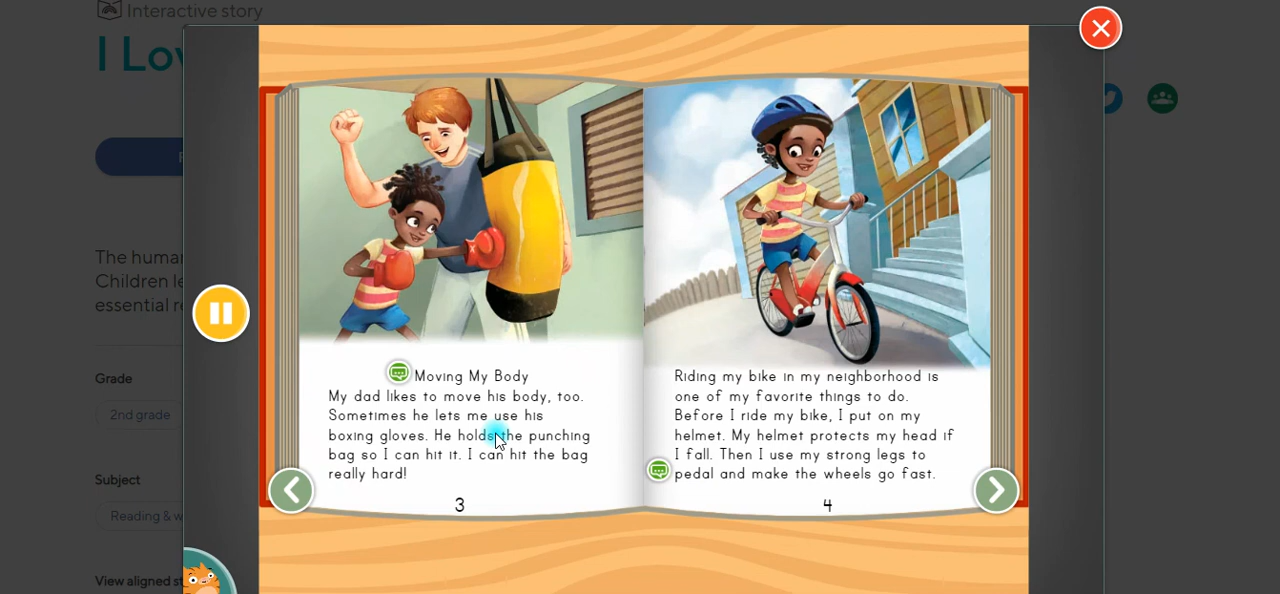 Interactive story
I Lov
The human
Children le
essential re
Grade
2nd grade
Subject
Reading & w
View aligned st
Moving My Body
My dad likes to move his body, too.
Sometimes he lets me use his
boxing gloves. He holds the punching
bag so I can hit it. I can hit the bag
really hard!
3
Riding my bike in my neighborhood is
one of my favorite things to do.
Before I ride my bike, I put on my
helmet. My helmet protects my head if
I fall. Then I use my strong legs to
pedal and make the wheels go fast.
4